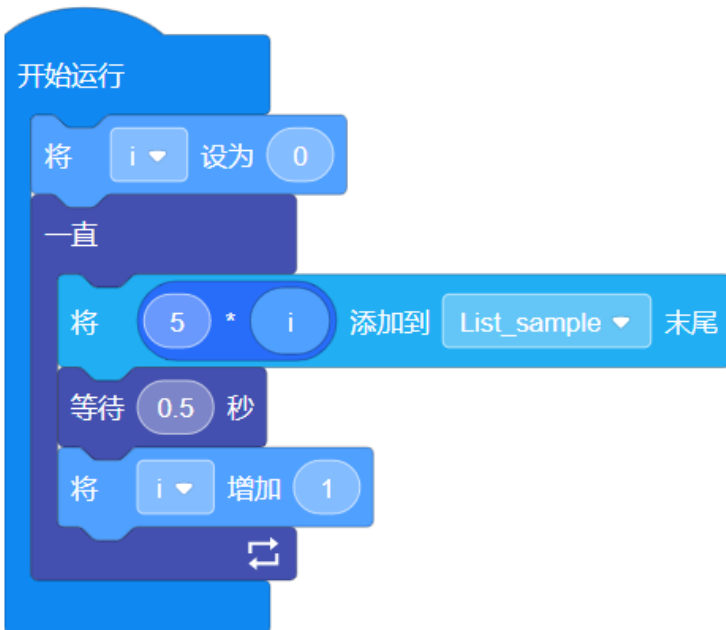 开始运行
将 i 设为 0
一直
将 5 * i 添加到 List_sample 末尾
等待 0.5 秒
将 i 增加 1